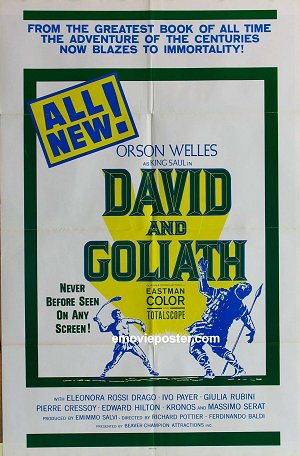 FROM THE GREATEST BOOK OF ALL TIME
THE ADVENTURE OF THE CENTURIES
NOW BLAZES TO IMMORTALITY!
ALL
NEW!
ORSON WELLES
AS KING SAUL IN
DAVID
AND
GOLIATH
EASTMAN
COLOR
TOTALSCOPE
NEVER
BEFORE SEEN
ON ANY
SCREEN!
emovieposter.com
WITH ELEONORA ROSSI DRAGO · IVO PAYER · GIULIA RUBINI
PIERRE CRESSOY · EDWARD HILTON · KRONOS AND MASSIMO SERAT
PRODUCED BY EMIMMO SALVI · DIRECTED BY RICHARD POTTIER · FERDINANDO BALDI
PRESENTED BY BEAVER CHAMPION ATTRACTIONS INC.